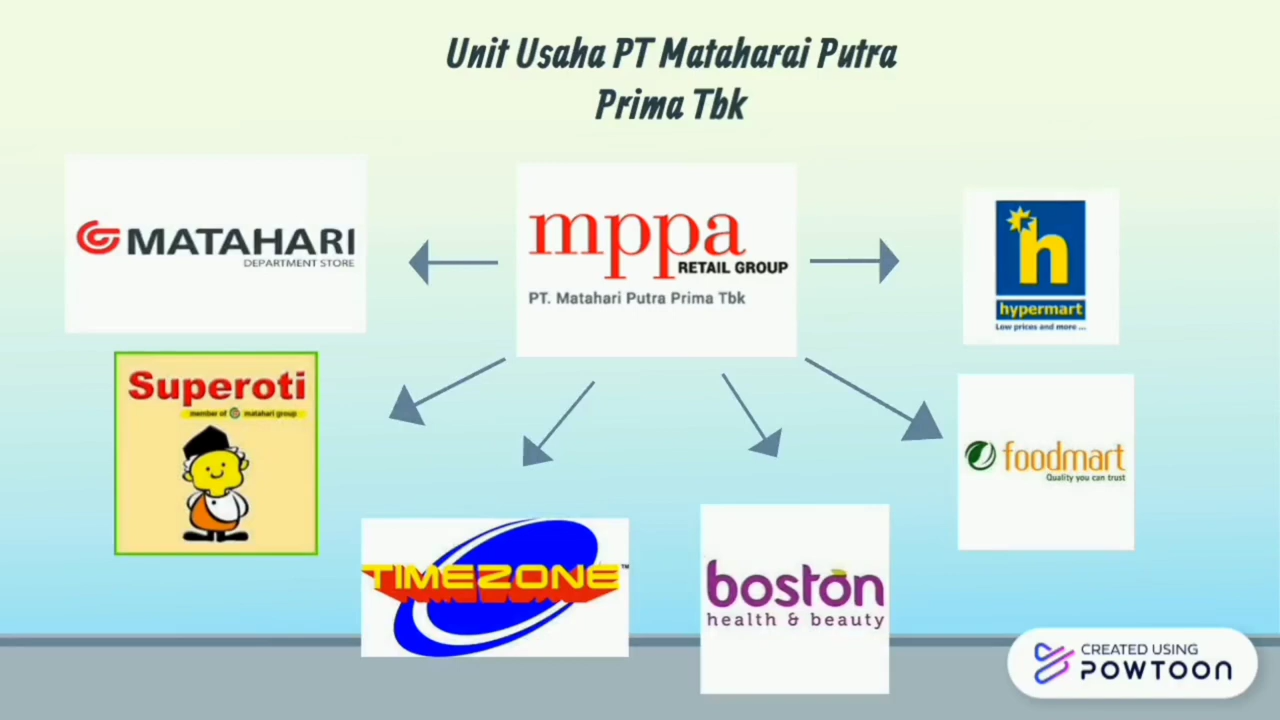 Unit Usaha PT Mataharai Putra
Prima Tbk
MATAHARI
DEPARTMENT STORE
mppa
RETAIL GROUP
PT. Matahari Putra Prima Tbk
h
hypermart
Low prices and more ...
Superoti
member of matahari group
foodmart
Quality you can trust
TIMEZONE™
boston
health & beauty
CREATED USING
POWTOON